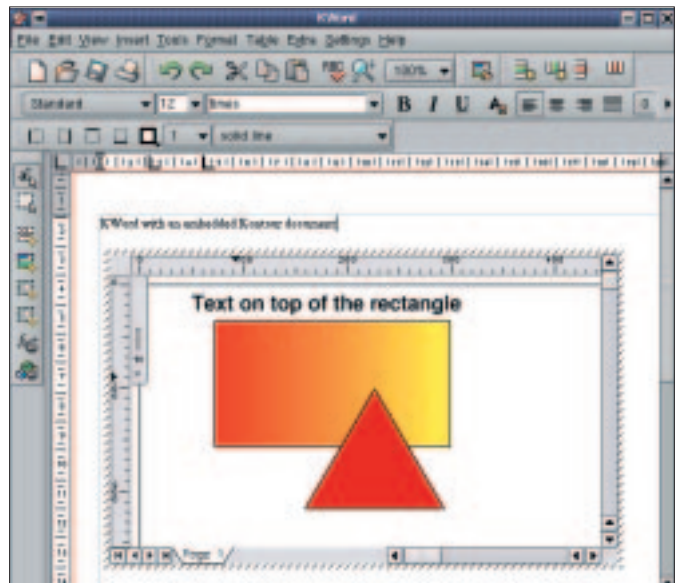 KWord
File Edit View Insert Tools Format Table Extra Settings Help
100%
Standard 12 times B I U
1 solid line
KWord with an embedded Kontour document
Text on top of the rectangle